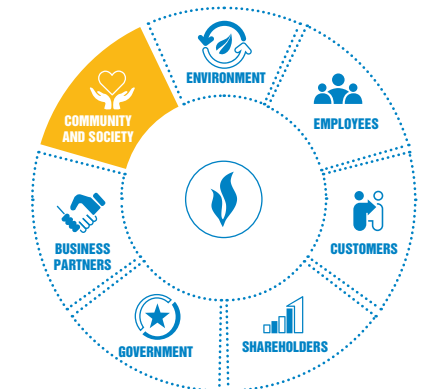 ENVIRONMENT
EMPLOYEES
CUSTOMERS
SHAREHOLDERS
GOVERNMENT
BUSINESS
PARTNERS
COMMUNITY
AND SOCIETY